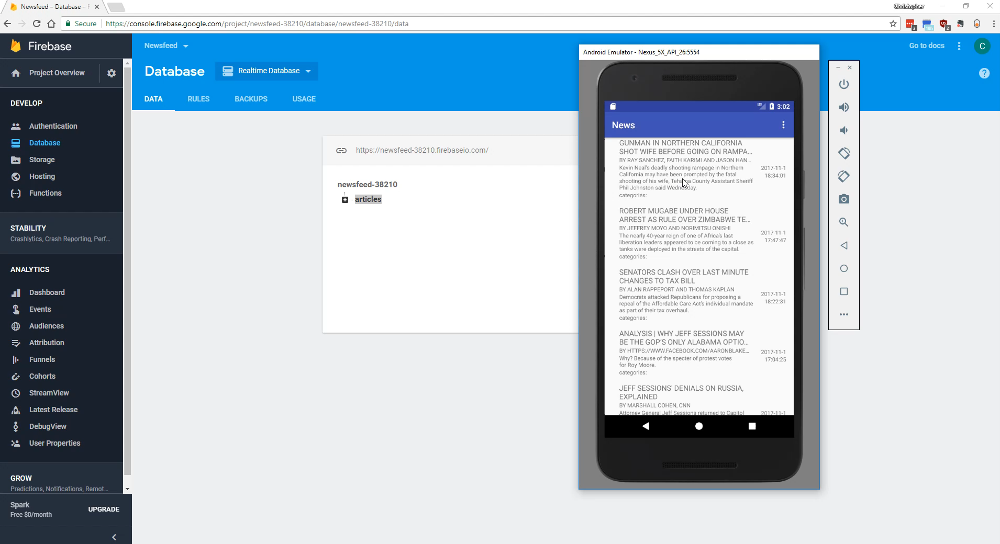 Newsfeed – Database –
Christopher
Secure
https://console.firebase.google.com/project/newsfeed-38210/database/newsfeed-38210/data
3
18h
2
Firebase
Project Overview
DEVELOP
Authentication
Database
Storage
Hosting
Functions
STABILITY
Crashlytics, Crash Reporting, Perf...
ANALYTICS
Dashboard
Events
Audiences
Attribution
Funnels
Cohorts
StreamView
Latest Release
DebugView
User Properties
GROW
Predictions, Notifications, Remot...
Spark
Free $0/month
UPGRADE
Newsfeed
Go to docs
C
Database
Realtime Database
?
DATA
RULES
BACKUPS
USAGE
https://newsfeed-38210.firebaseio.com/
newsfeed-38210
articles
Android Emulator - Nexus_5X_API_26:5554
LTE
3:02
News
GUNMAN IN NORTHERN CALIFORNIA
SHOT WIFE BEFORE GOING ON RAMPA...
BY RAY SANCHEZ, FAITH KARIMI AND JASON HAN...
Kevin Neal's deadly shooting rampage in Northern
California may have been prompted by the fatal
shooting of his wife, Tehama County Assistant Sheriff
Phil Johnston said Wednesday.
categories:
2017-11-1
18:34:01
ROBERT MUGABE UNDER HOUSE
ARREST AS RULE OVER ZIMBABWE TE...
BY JEFFREY MOYO AND NORIMITSU ONISHI
The nearly 40-year reign of one of Africa's last
liberation leaders appeared to be coming to a close as
tanks were deployed in the streets of the capital.
categories:
2017-11-1
17:47:47
SENATORS CLASH OVER LAST MINUTE
CHANGES TO TAX BILL
BY ALAN RAPPEPORT AND THOMAS KAPLAN
Democrats attacked Republicans for proposing a
repeal of the Affordable Care Act's individual mandate
as part of their tax overhaul.
categories:
2017-11-1
18:22:31
ANALYSIS | WHY JEFF SESSIONS MAY
BE THE GOP'S ONLY ALABAMA OPTIO...
BY HTTPS://WWW.FACEBOOK.COM/AARONBLAKE...
Why? Because of the specter of protest votes
for Roy Moore.
categories:
2017-11-1
17:04:25
JEFF SESSIONS' DENIALS ON RUSSIA,
EXPLAINED
BY MARSHALL COHEN, CNN
Attorney General Jeff Sessions returned to Capitol
2017-11-1